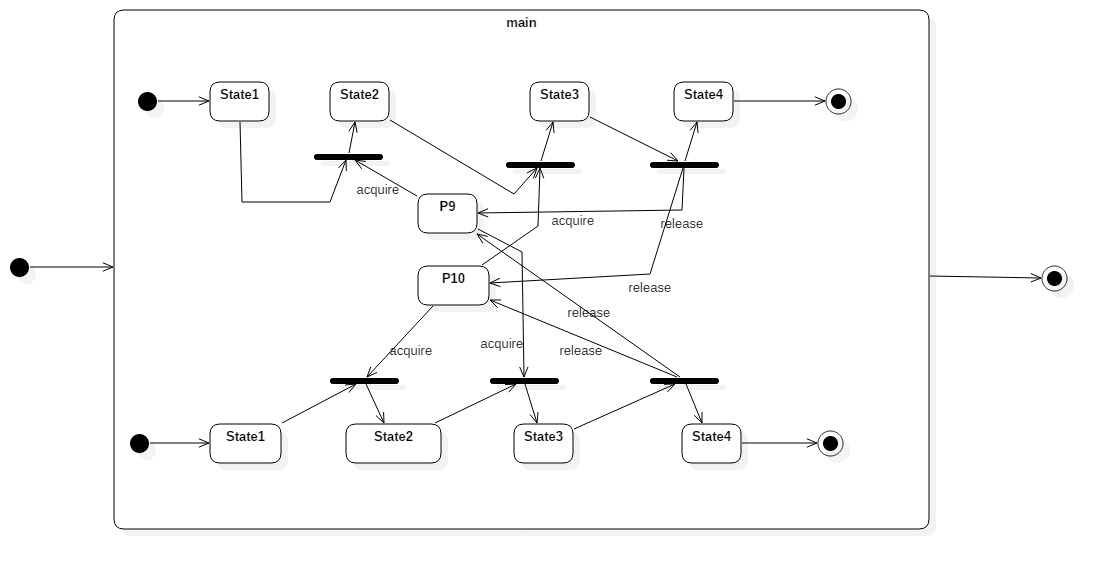 main
State1
State2
State3
State4
acquire
P9
acquire
release
P10
release
release
acquire
acquire
release
State1
State2
State3
State4